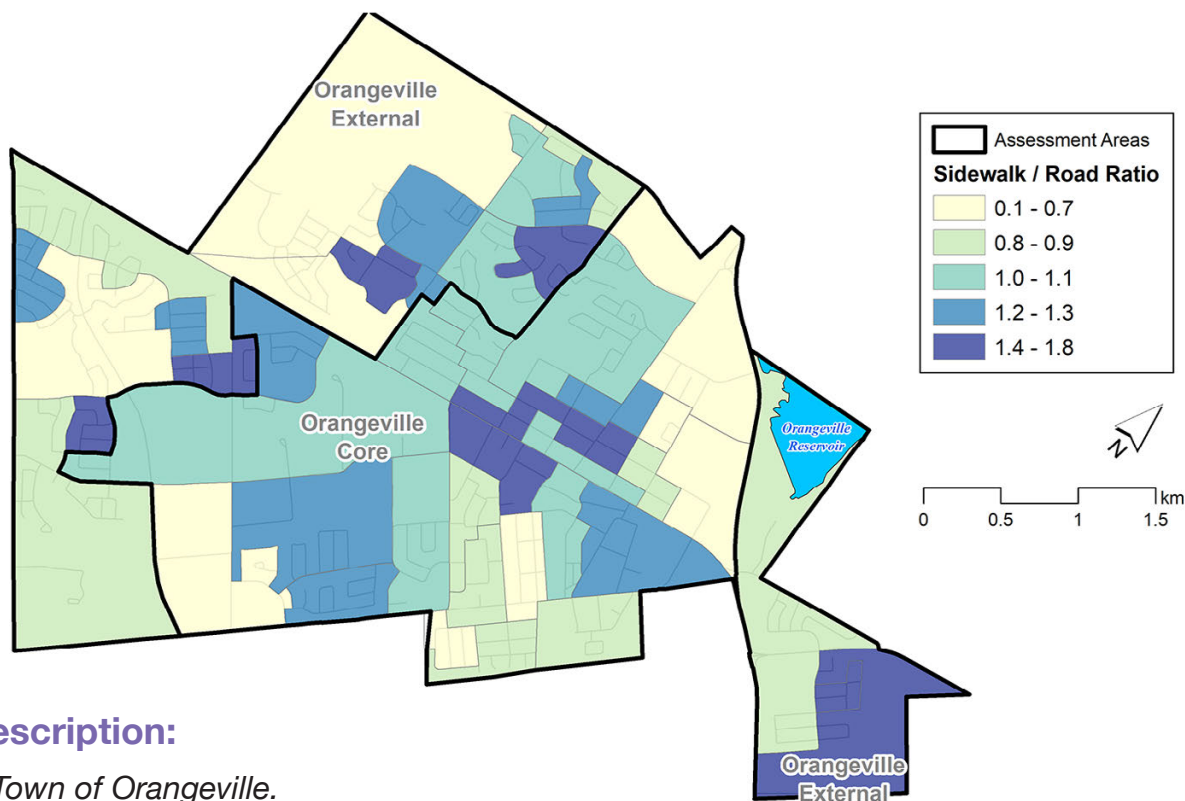 Orangeville
External
Assessment Areas
Sidewalk / Road Ratio
0.1 - 0.7
0.8 - 0.9
1.0 - 1.1
1.2 - 1.3
1.4 - 1.8
Orangeville
Core
Orangeville
Reservoir
N
km
0 0.5 1 1.5
escription:
Town of Orangeville.
Orangeville
External